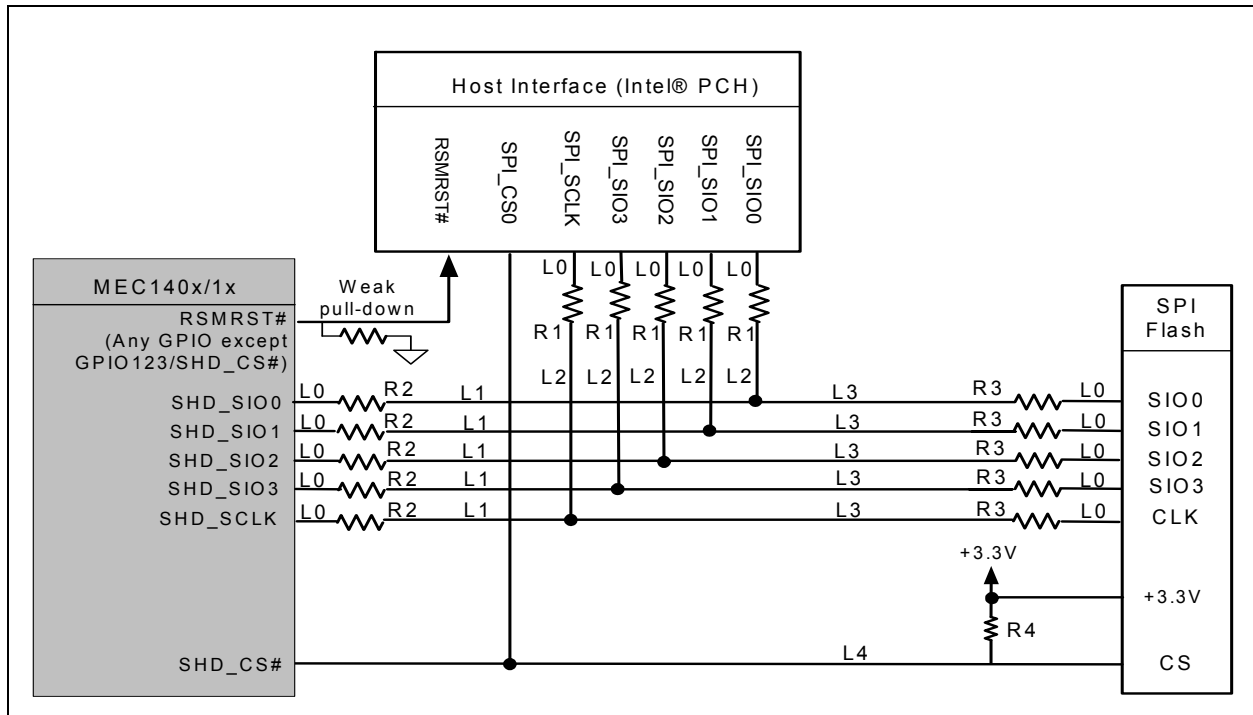 Host Interface (Intel® PCH)
RSMRST#
SPI_CS0
SPI_SCLK
SPI_SIO3
SPI_SIO2
SPI_SIO1
SPI_SIO0
L0 L0 L0 L0 L0
R1 R1 R1 R1 R1
L2 L2 L2 L2 L2
MEC140x/1x
RSMRST#
(Any GPIO except
GPIO123/SHD_CS#)
Weak
pull-down
SHD_SIO0 L0 R2 L1 L3 R3 L0 SIO0
SHD_SIO1 L0 R2 L1 L3 R3 L0 SIO1
SHD_SIO2 L0 R2 L1 L3 R3 L0 SIO2
SHD_SIO3 L0 R2 L1 L3 R3 L0 SIO3
SHD_SCLK L0 R2 L1 L3 R3 L0 CLK
SPI
Flash
+3.3V
+3.3V
R4
SHD_CS# L4 CS